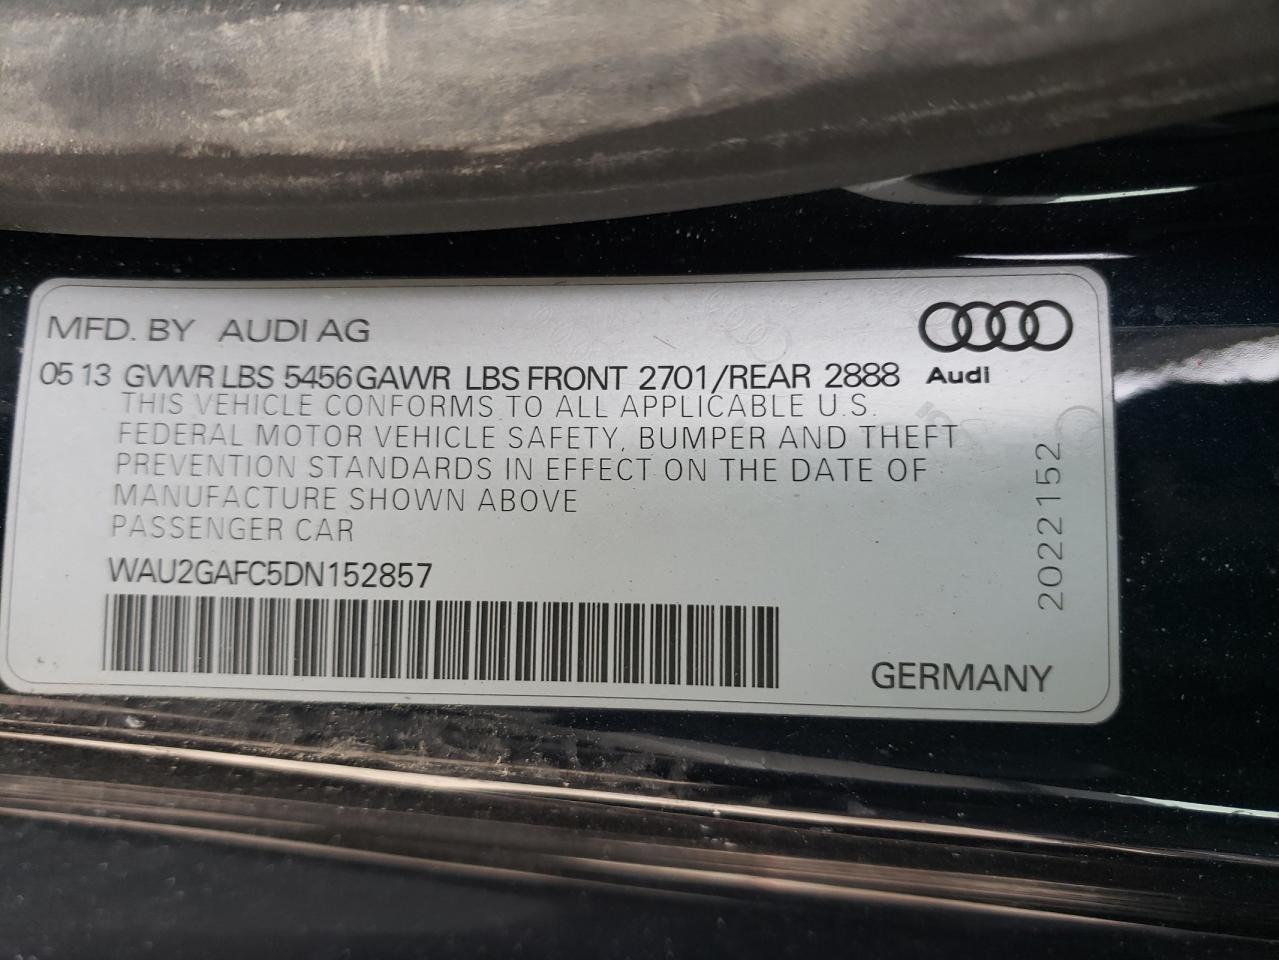 MFD. BY AUDI AG
05 13 GVWR LBS 5456 GAWR LBS FRONT 2701/REAR 2888
Audi
THIS VEHICLE CONFORMS TO ALL APPLICABLE U.S.
FEDERAL MOTOR VEHICLE SAFETY, BUMPER AND THEFT
PREVENTION STANDARDS IN EFFECT ON THE DATE OF
MANUFACTURE SHOWN ABOVE
PASSENGER CAR
WAU2GAFC5DN152857
2022152
GERMANY